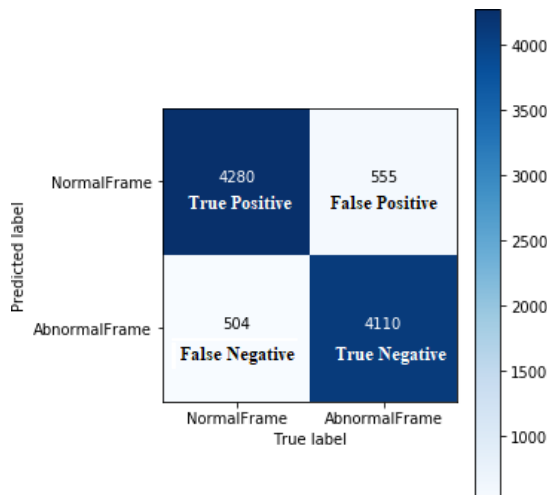 4000
3500
3000
2500
2000
1500
1000
Predicted label
NormalFrame
4280
555
True Positive
False Positive
AbnormalFrame
504
4110
False Negative
True Negative
NormalFrame
AbnormalFrame
True label